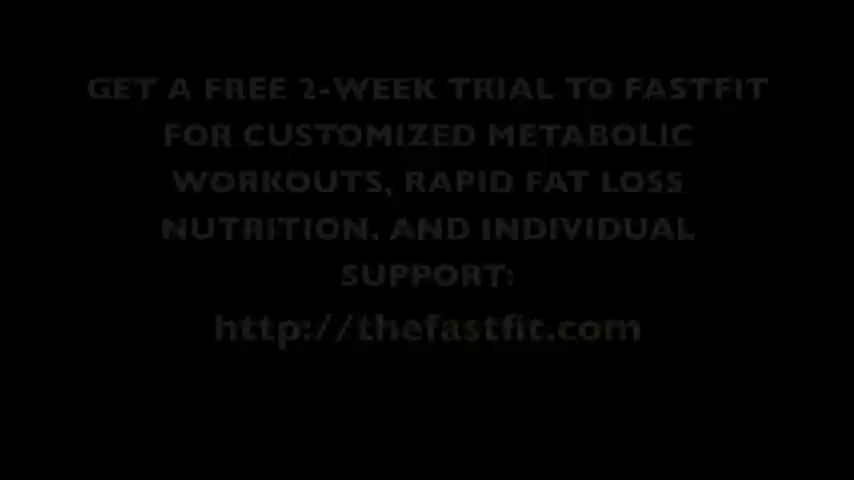 GET A FREE 2-WEEK TRIAL TO FASTFIT
FOR CUSTOMIZED METABOLIC
WORKOUTS, RAPID FAT LOSS
NUTRITION, AND INDIVIDUAL
SUPPORT:
http://thefastfit.com